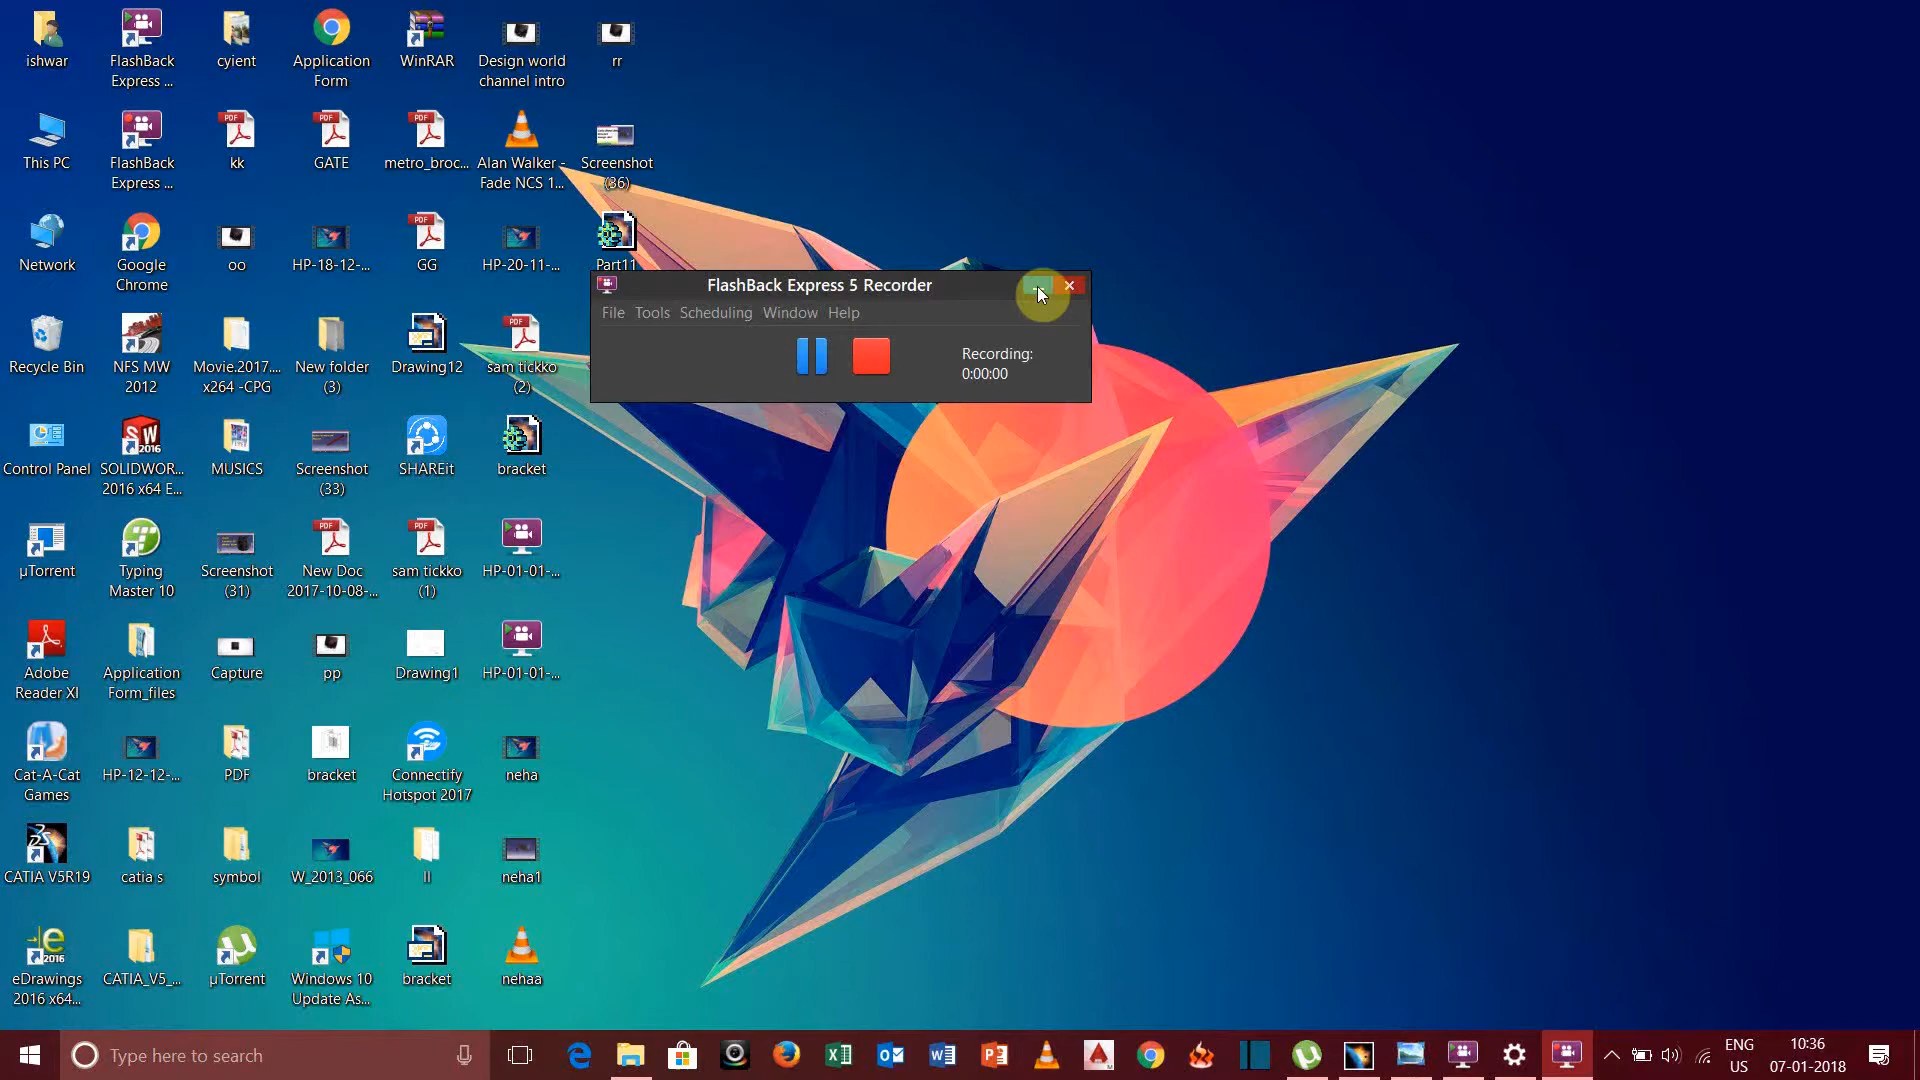 ishwar
FlashBack
Express ...
cyient
Application
Form
WinRAR
Design world
channel intro
rr
This PC
FlashBack
Express ...
kk
GATE
metro_broc...
Alan Walker -
Fade NCS 1...
Screenshot
(36)
Network
Google
Chrome
oo
HP-18-12-...
GG
HP-20-11-...
Part11
FlashBack Express 5 Recorder
File Tools Scheduling Window Help
Recording:
0:00:00
Recycle Bin
NFS MW
2012
Movie.2017....
x264 -CPG
New folder
(3)
Drawing12
sam tickko
(2)
Control Panel
SOLIDWOR...
2016 x64 E...
MUSICS
Screenshot
(33)
SHAREit
bracket
µTorrent
Typing
Master 10
Screenshot
(31)
New Doc
2017-10-08-...
sam tickko
(1)
HP-01-01-...
Adobe
Reader XI
Application
Form_files
Capture
pp
Drawing1
HP-01-01-...
Cat-A-Cat
Games
HP-12-12-...
PDF
bracket
Connectify
Hotspot 2017
neha
CATIA V5R19
catia s
symbol
W_2013_066
ll
neha1
eDrawings
2016 x64...
CATIA_V5_...
µTorrent
Windows 10
Update As...
bracket
nehaa
Type here to search
ENG
US
10:36
07-01-2018